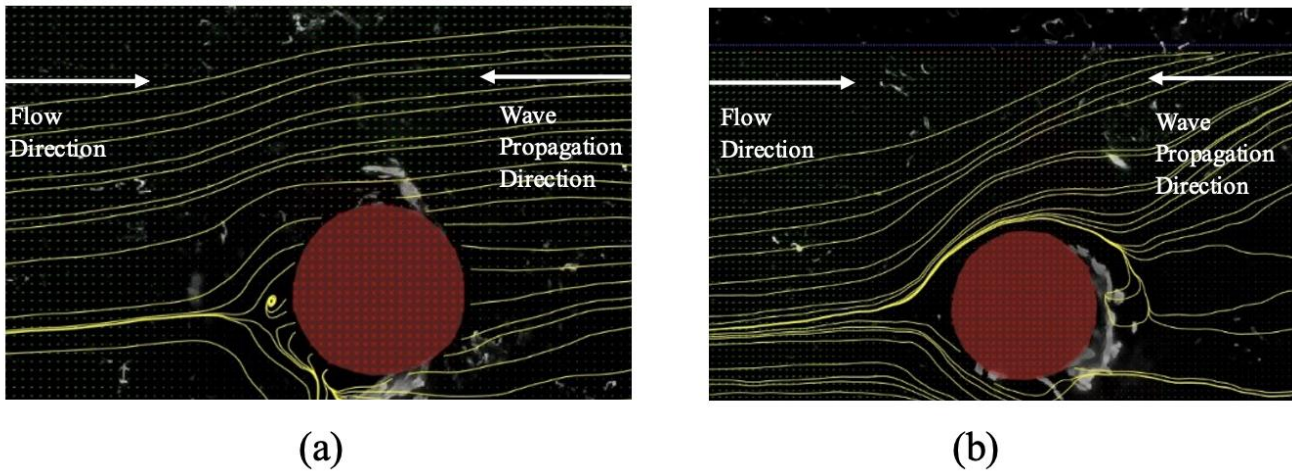 Flow
Direction
Wave
Propagation
Direction
Flow
Direction
Wave
Propagation
Direction
(a)
(b)